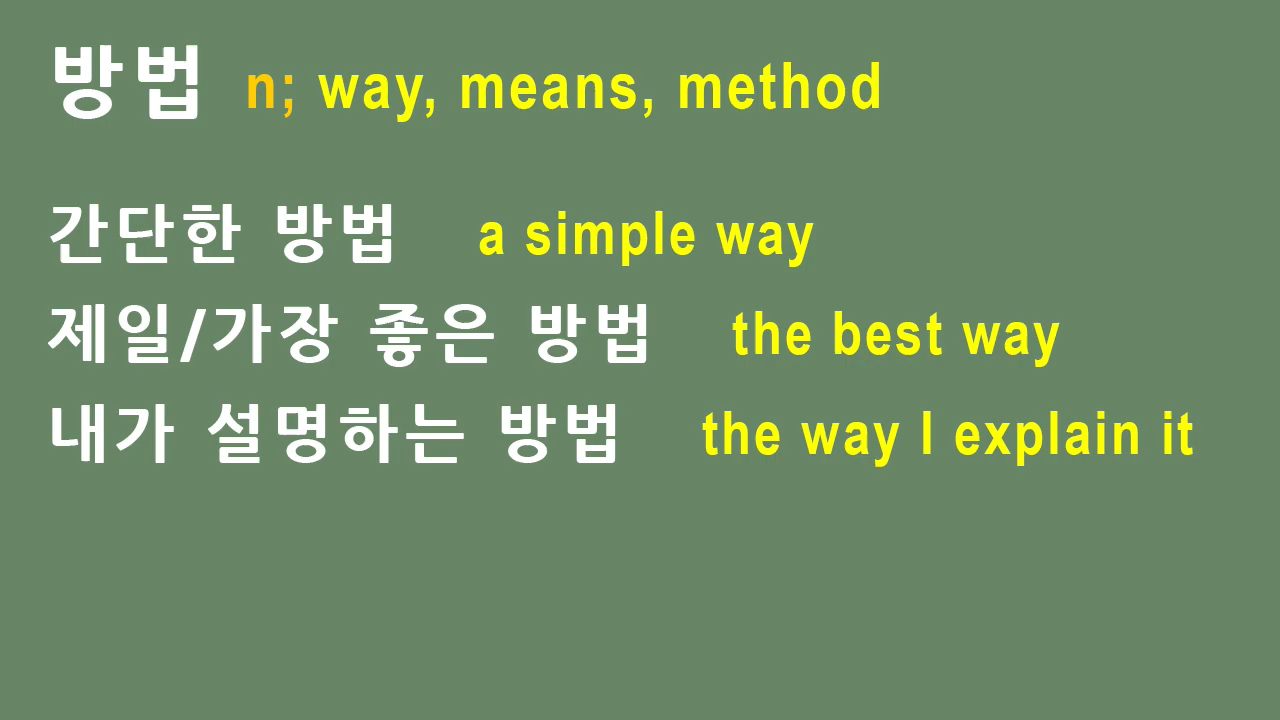 방법 n; way, means, method
간단한 방법 a simple way
제일/가장 좋은 방법 the best way
내가 설명하는 방법 the way I explain it